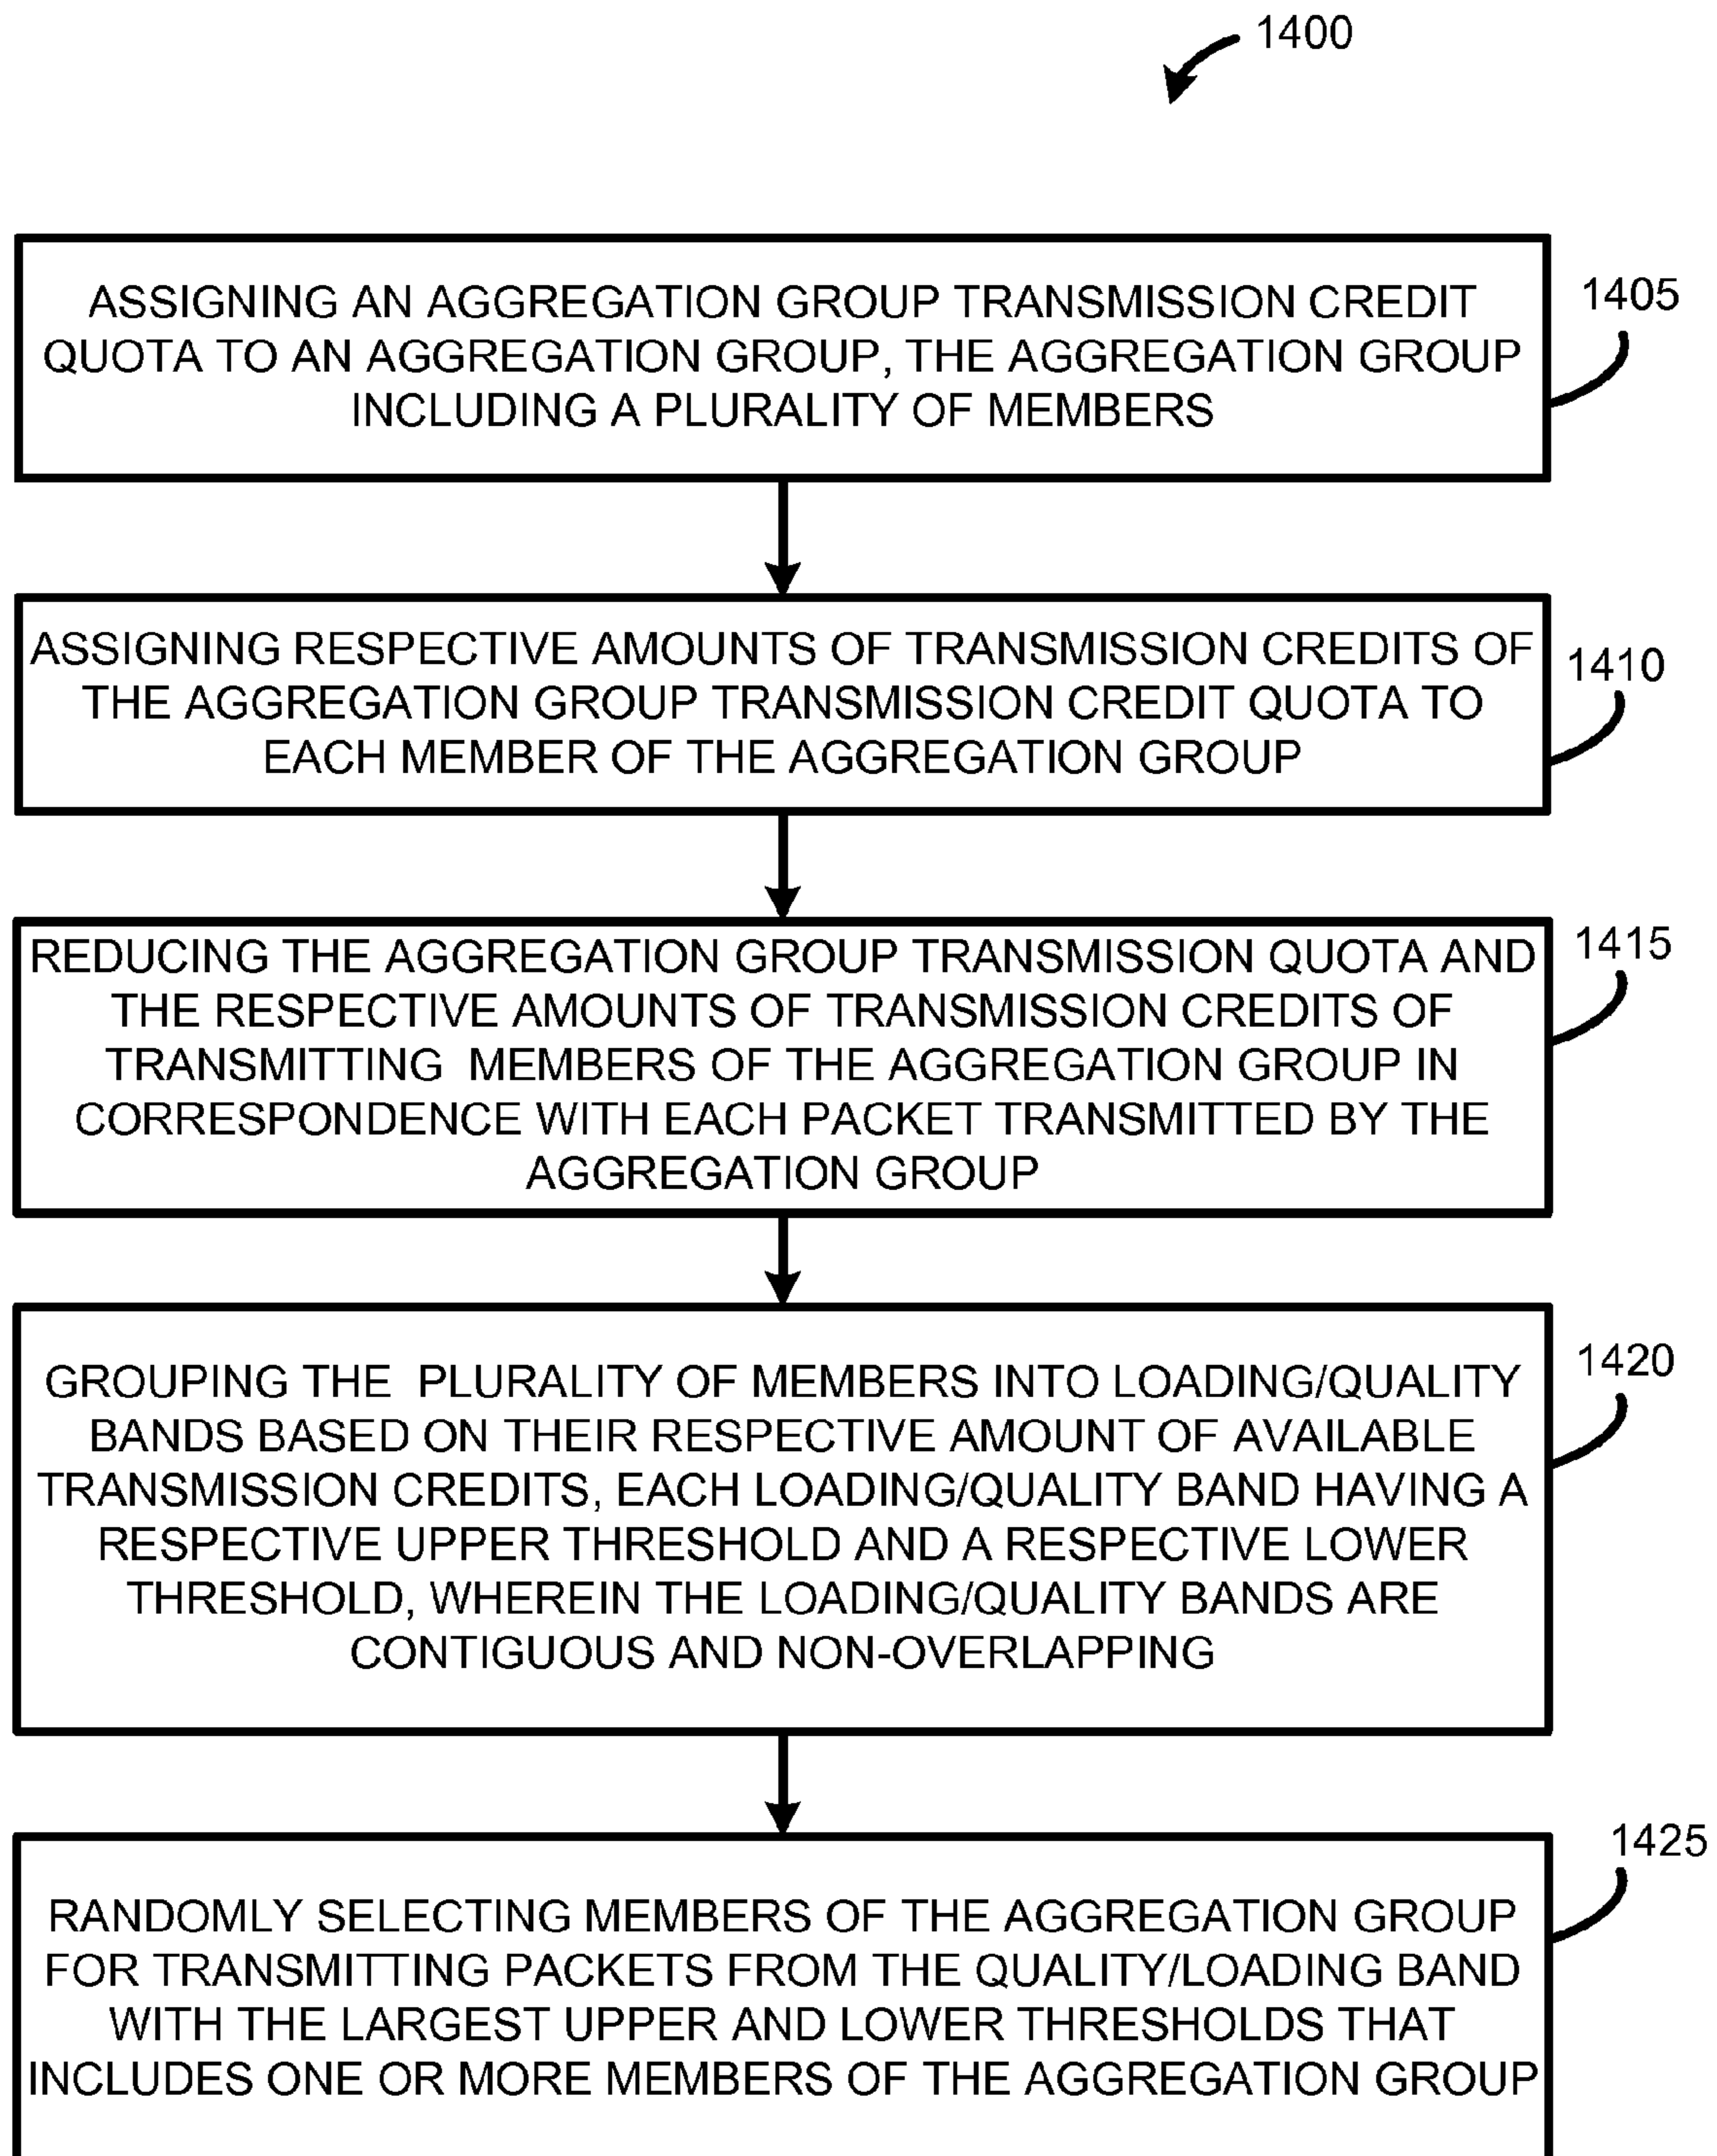 1400
ASSIGNING AN AGGREGATION GROUP TRANSMISSION CREDIT
QUOTA TO AN AGGREGATION GROUP, THE AGGREGATION GROUP
INCLUDING A PLURALITY OF MEMBERS
1405
ASSIGNING RESPECTIVE AMOUNTS OF TRANSMISSION CREDITS OF
THE AGGREGATION GROUP TRANSMISSION CREDIT QUOTA TO
EACH MEMBER OF THE AGGREGATION GROUP
1410
REDUCING THE AGGREGATION GROUP TRANSMISSION QUOTA AND
THE RESPECTIVE AMOUNTS OF TRANSMISSION CREDITS OF
TRANSMITTING MEMBERS OF THE AGGREGATION GROUP IN
CORRESPONDENCE WITH EACH PACKET TRANSMITTED BY THE
AGGREGATION GROUP
1415
GROUPING THE PLURALITY OF MEMBERS INTO LOADING/QUALITY
BANDS BASED ON THEIR RESPECTIVE AMOUNT OF AVAILABLE
TRANSMISSION CREDITS, EACH LOADING/QUALITY BAND HAVING A
RESPECTIVE UPPER THRESHOLD AND A RESPECTIVE LOWER
THRESHOLD, WHEREIN THE LOADING/QUALITY BANDS ARE
CONTIGUOUS AND NON-OVERLAPPING
1420
RANDOMLY SELECTING MEMBERS OF THE AGGREGATION GROUP
FOR TRANSMITTING PACKETS FROM THE QUALITY/LOADING BAND
WITH THE LARGEST UPPER AND LOWER THRESHOLDS THAT
INCLUDES ONE OR MORE MEMBERS OF THE AGGREGATION GROUP
1425